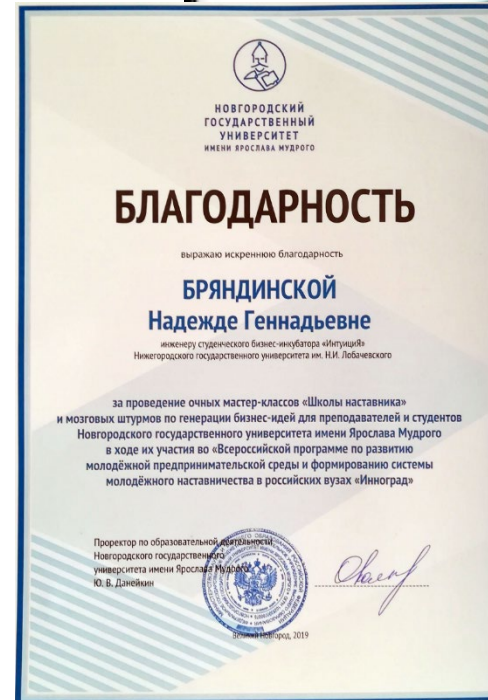 НОВГОРОДСКИЙ
ГОСУДАРСТВЕННЫЙ
УНИВЕРСИТЕТ
ИМЕНИ ЯРОСЛАВА МУДРОГО
БЛАГОДАРНОСТЬ
выражаю искреннюю благодарность
БРЯНДИНСКОЙ
Надежде Геннадьевне
инженеру студенческого бизнес-инкубатора «ИнтуициЯ»
Нижегородского государственного университета им. Н.И. Лобачевского
за проведение очных мастер-классов «Школы наставника»
и мозговых штурмов по генерации бизнес-идей для преподавателей и студентов
Новгородского государственного университета имени Ярослава Мудрого
в ходе их участия во «Всероссийской программе по развитию
молодёжной предпринимательской среды и формированию системы
молодёжного наставничества в российских вузах «Инноград»
Проректор по образовательной деятельности
Новгородского государственного
университета имени Ярослава Мудрого
Ю. В. Данейкин
Великий Новгород, 2019